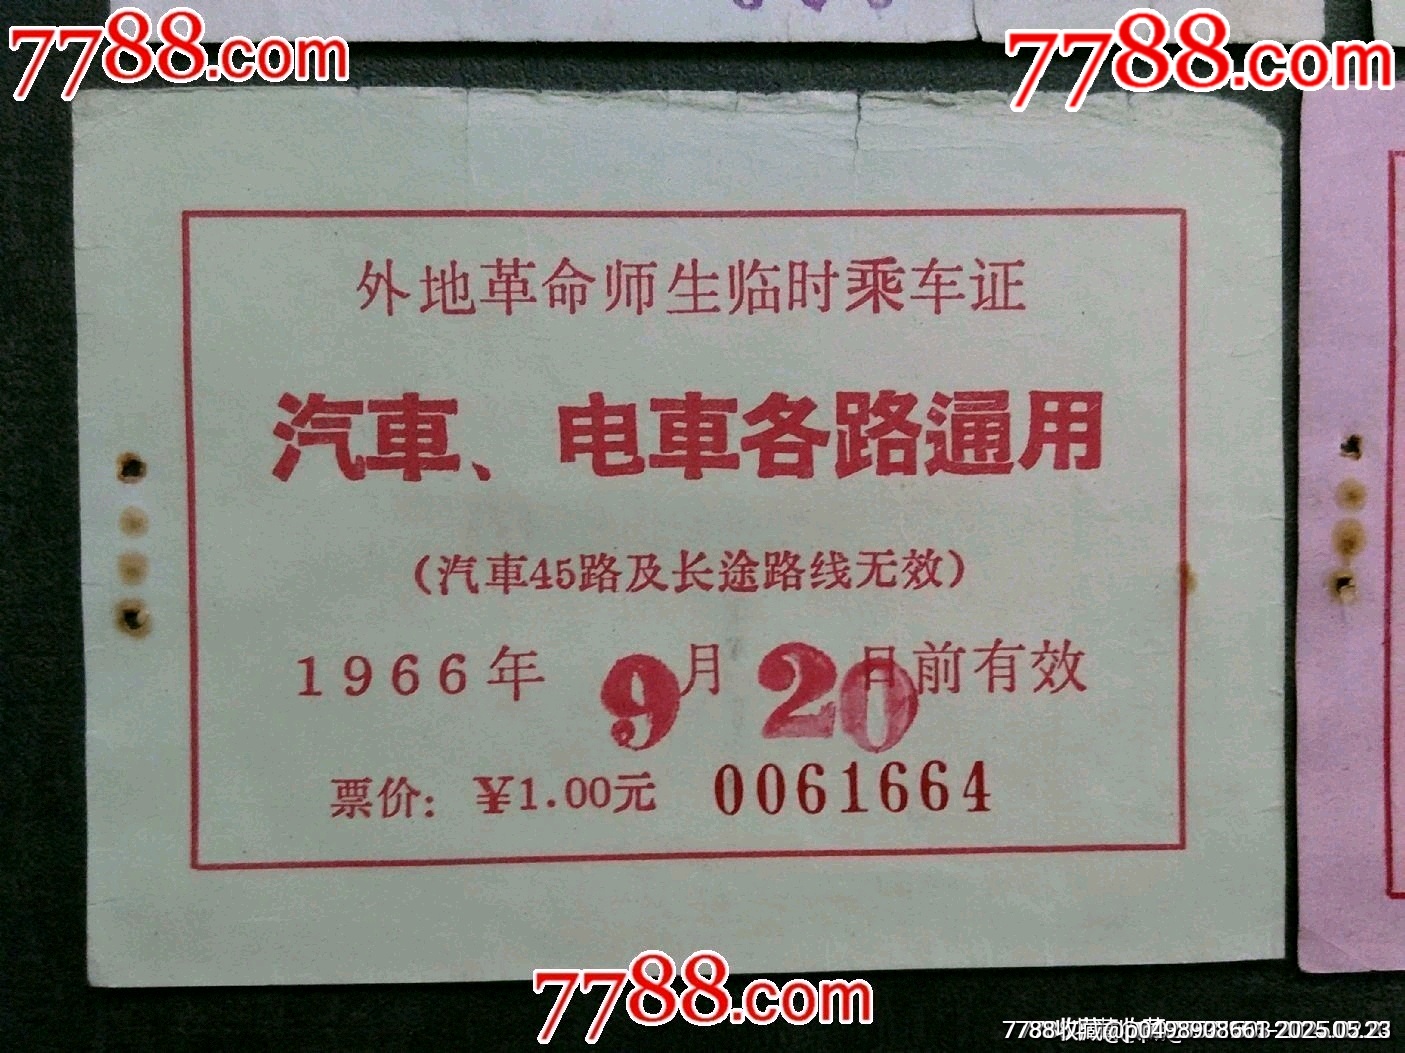 7788.com
7788.com
外地革命师生临时乘车证
汽車、电車各路通用
(汽車45路及长途路线无效)
1966年9月20日前有效
票价: ¥1.00元 0061664
7788.com